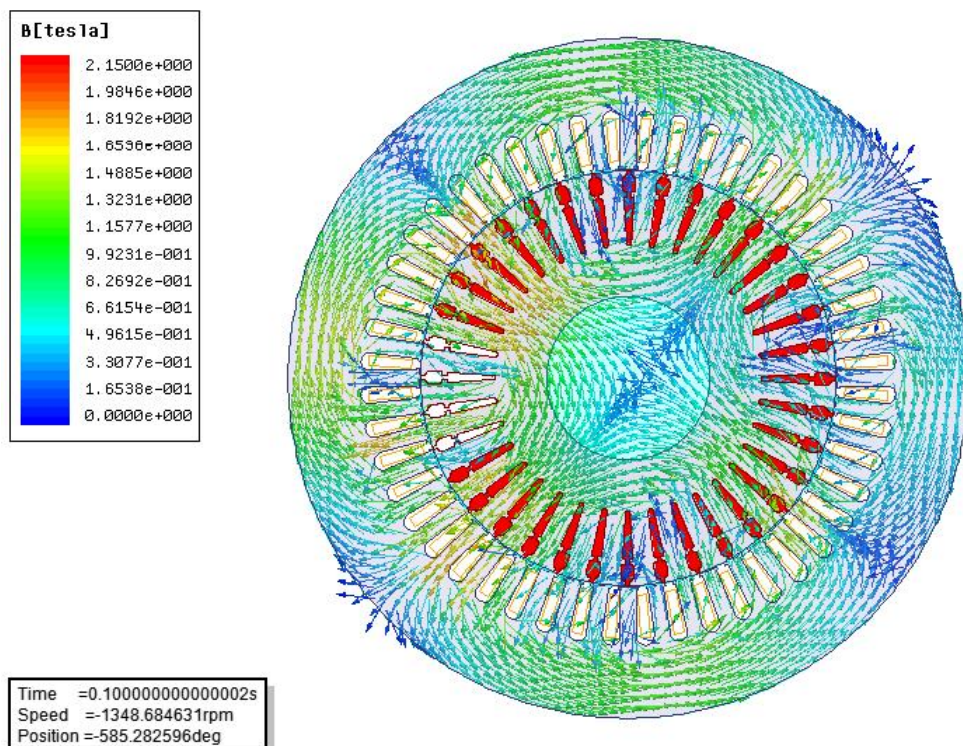 B[tesla]
2.1500e+000
1.9846e+000
1.8192e+000
1.6538e+000
1.4885e+000
1.3231e+000
1.1577e+000
9.9231e-001
8.2692e-001
6.6154e-001
4.9615e-001
3.3077e-001
1.6538e-001
0.0000e+000
Time =0.100000000000002s
Speed =-1348.684631rpm
Position =-585.282596deg